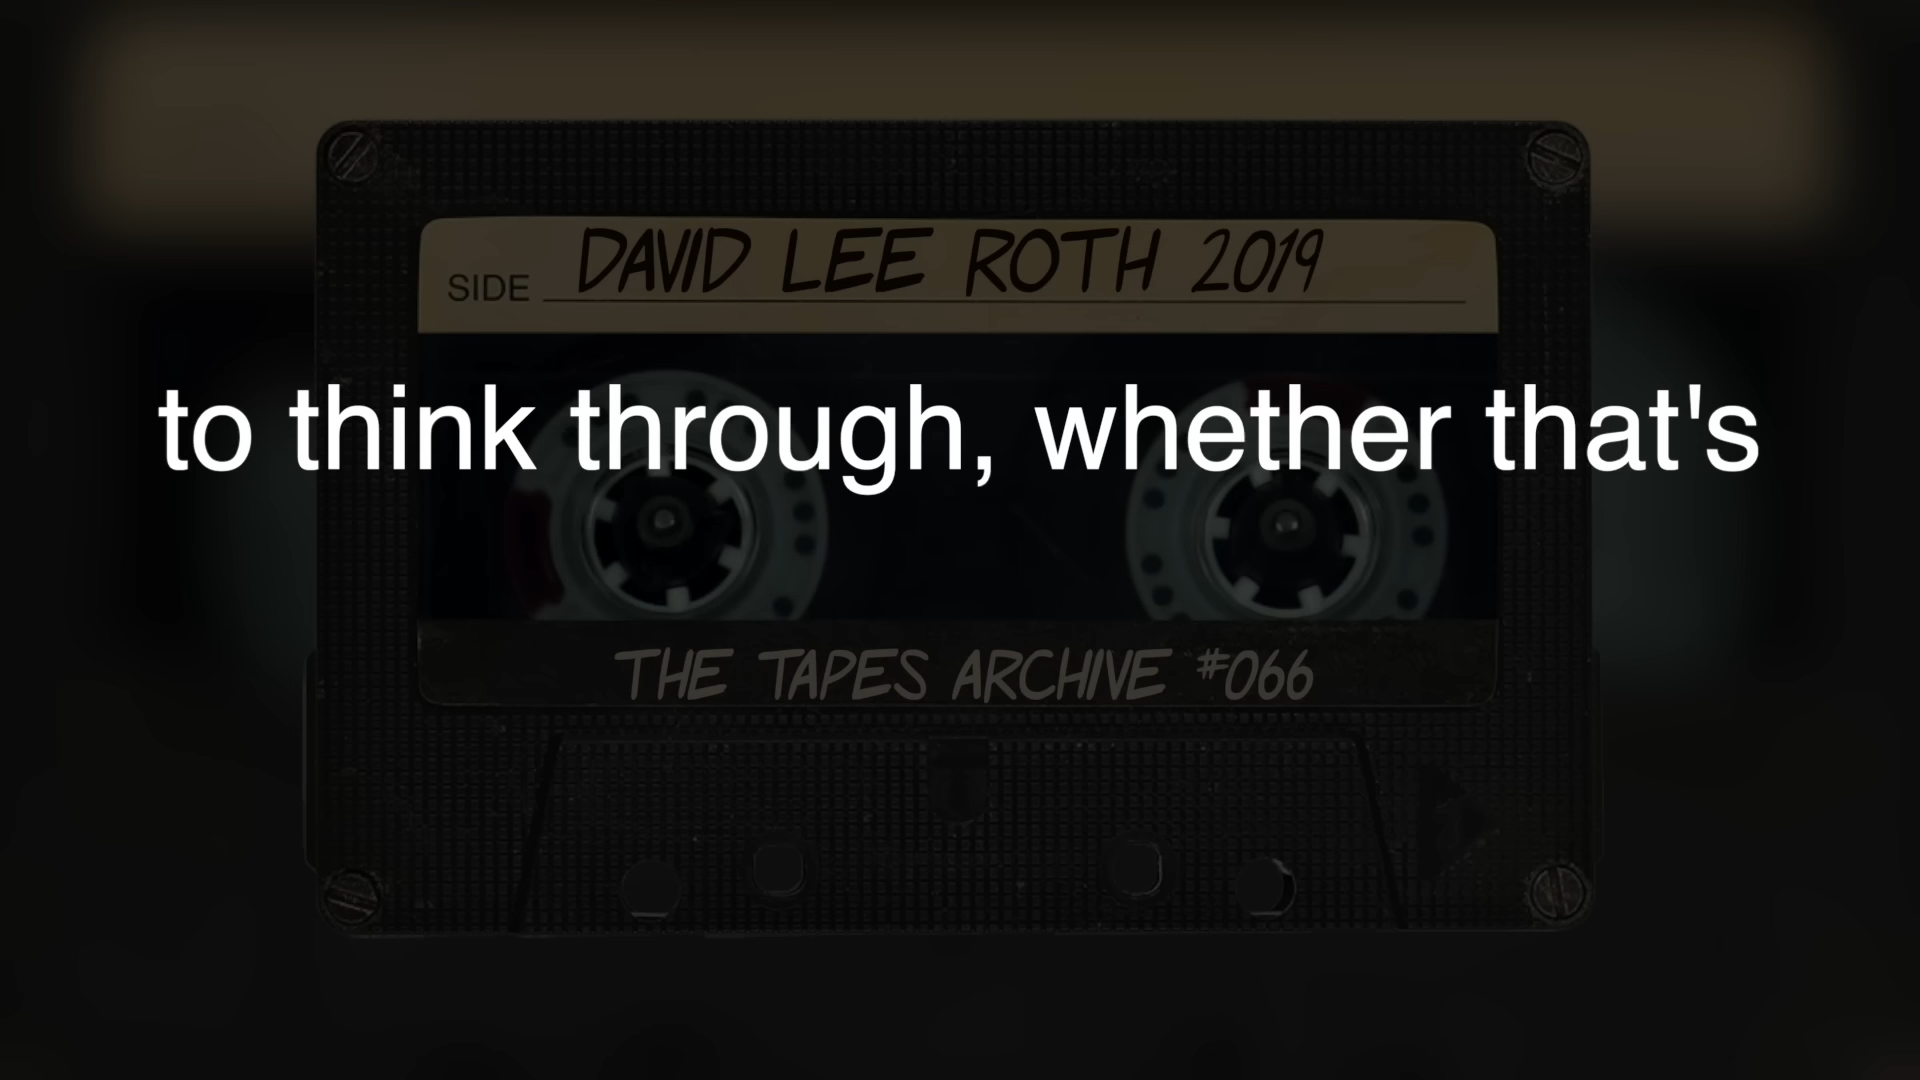 DAVID LEE ROTH 2019
SIDE
to think through, whether that's
THE TAPES ARCHIVE #066